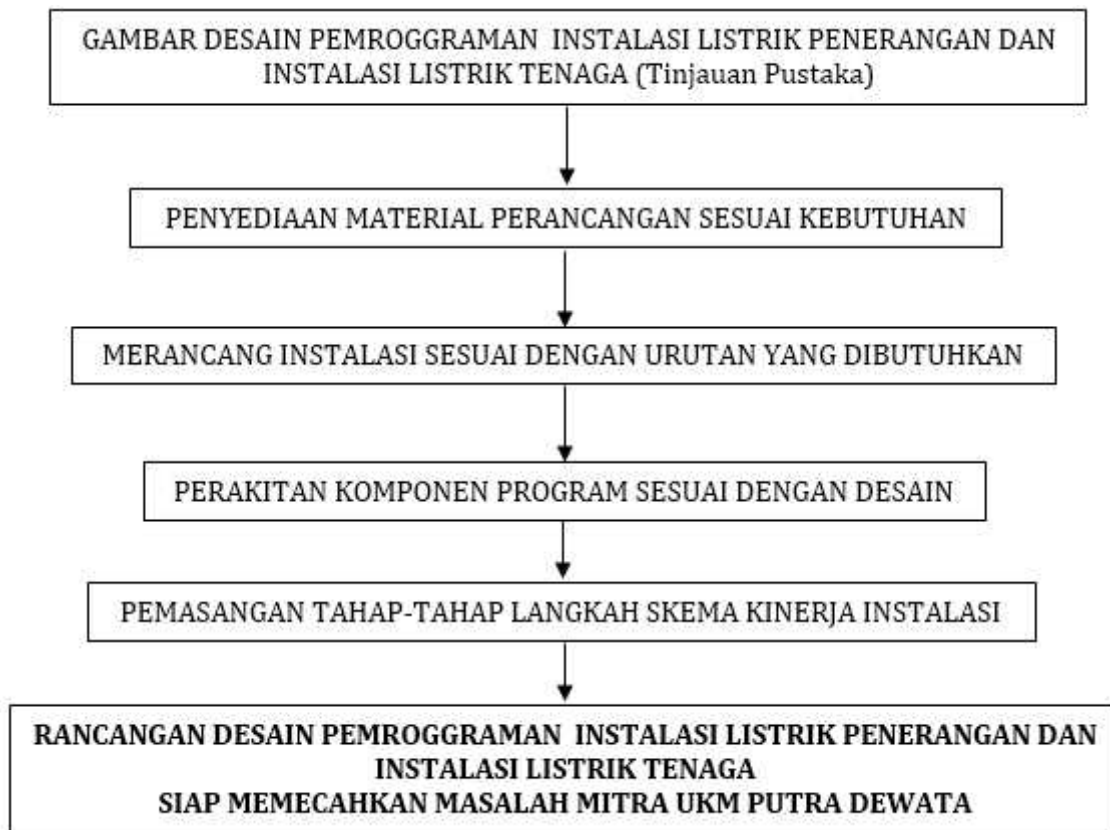 GAMBAR DESAIN PEMROGGRAMAN INSTALASI LISTRIK PENERANGAN DAN
INSTALASI LISTRIK TENAGA (Tinjauan Pustaka)
PENYEDIAAN MATERIAL PERANCANGAN SESUAI KEBUTUHAN
MERANCANG INSTALASI SESUAI DENGAN URUTAN YANG DIBUTUHKAN
PERAKITAN KOMPONEN PROGRAM SESUAI DENGAN DESAIN
PEMASANGAN TAHAP-TAHAP LANGKAH SKEMA KINERJA INSTALASI
RANCANGAN DESAIN PEMROGGRAMAN INSTALASI LISTRIK PENERANGAN DAN
INSTALASI LISTRIK TENAGA
SIAP MEMECAHKAN MASALAH MITRA UKM PUTRA DEWATA